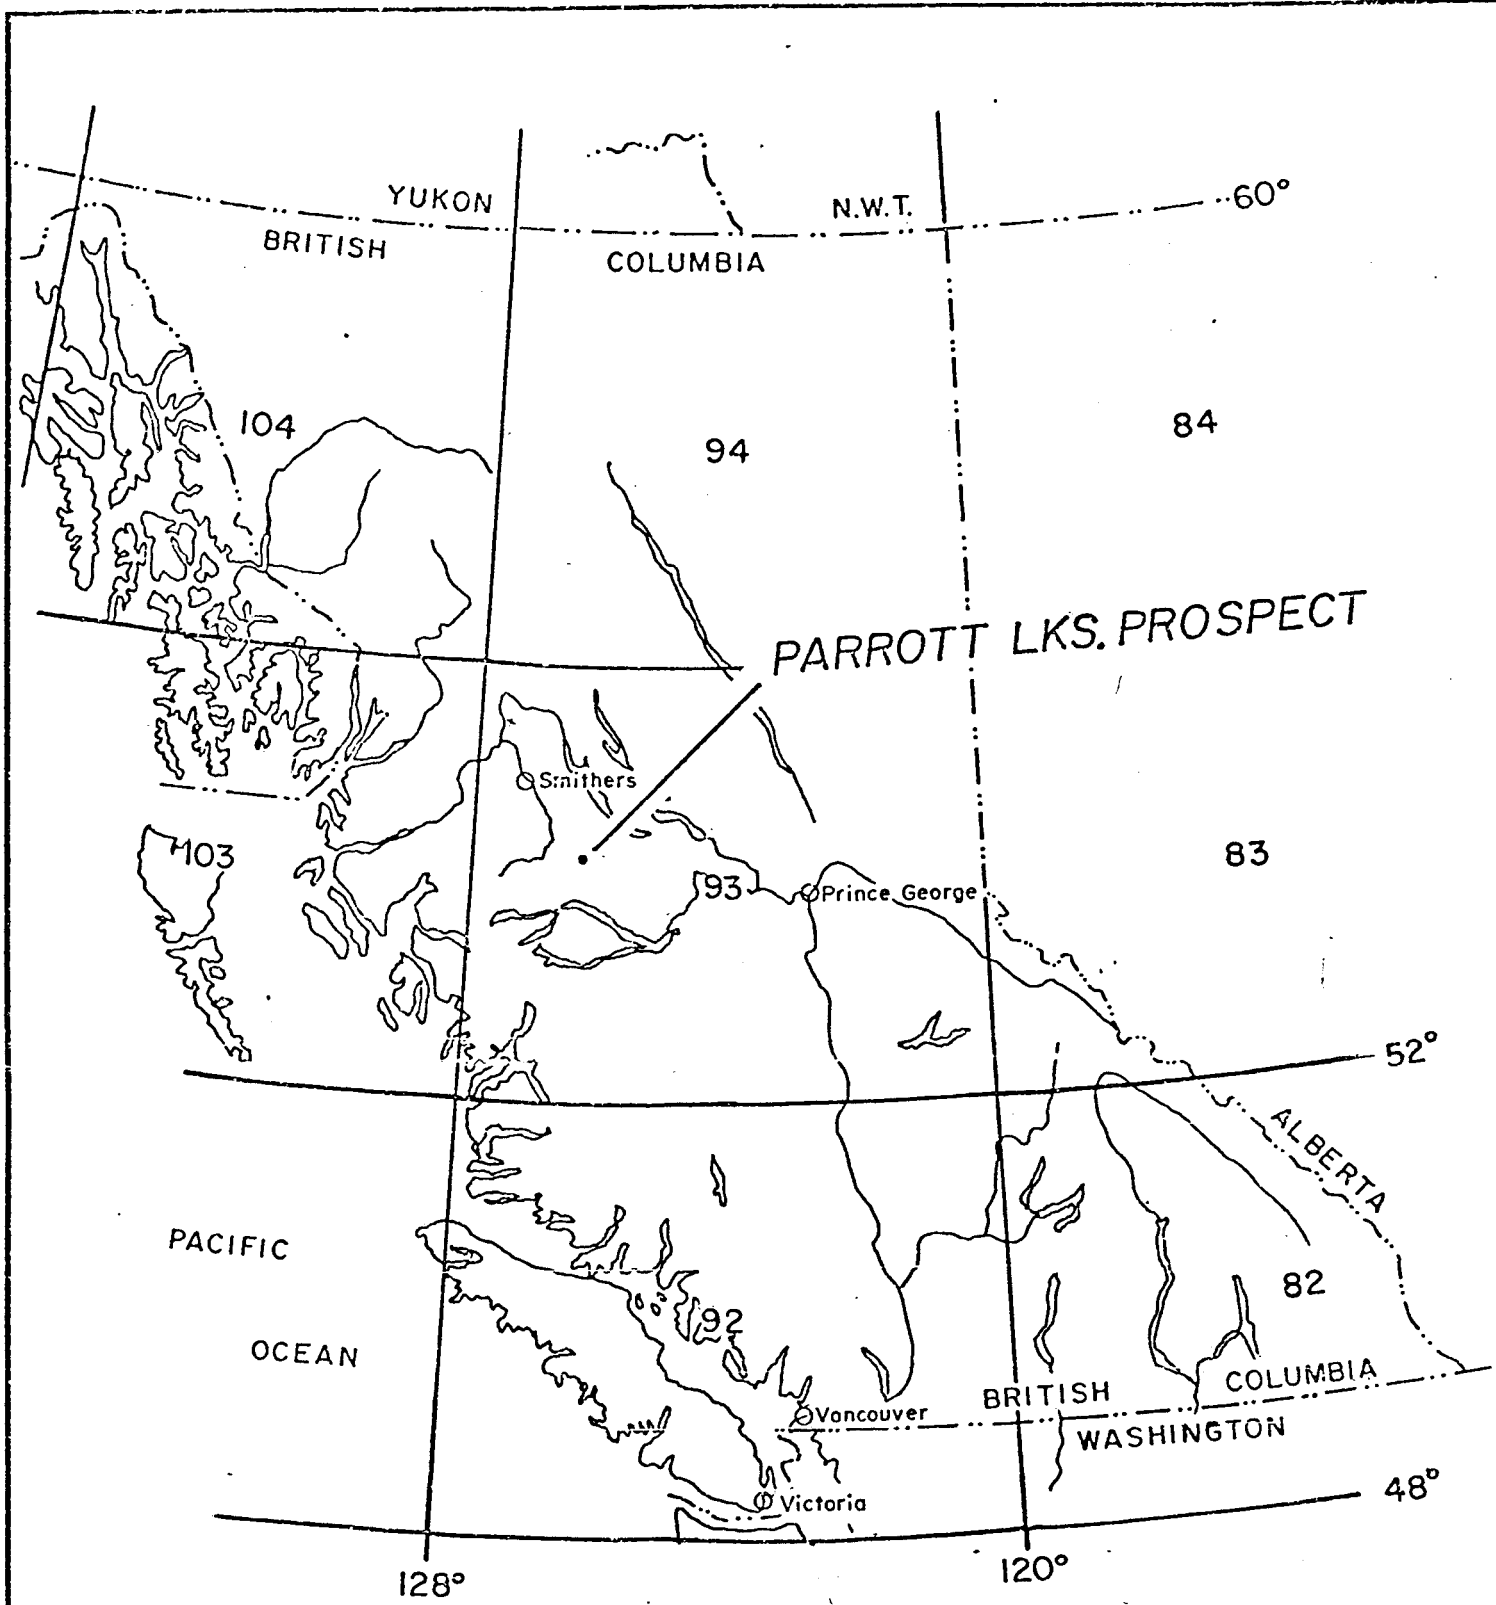 YUKON
N.W.T.
60°
BRITISH
COLUMBIA
104
94
84
PARROTT LKS. PROSPECT
Smithers
103
93
Prince George
83
52°
ALBERTA
PACIFIC
OCEAN
92
82
Vancouver
BRITISH
COLUMBIA
WASHINGTON
Victoria
48°
128°
120°